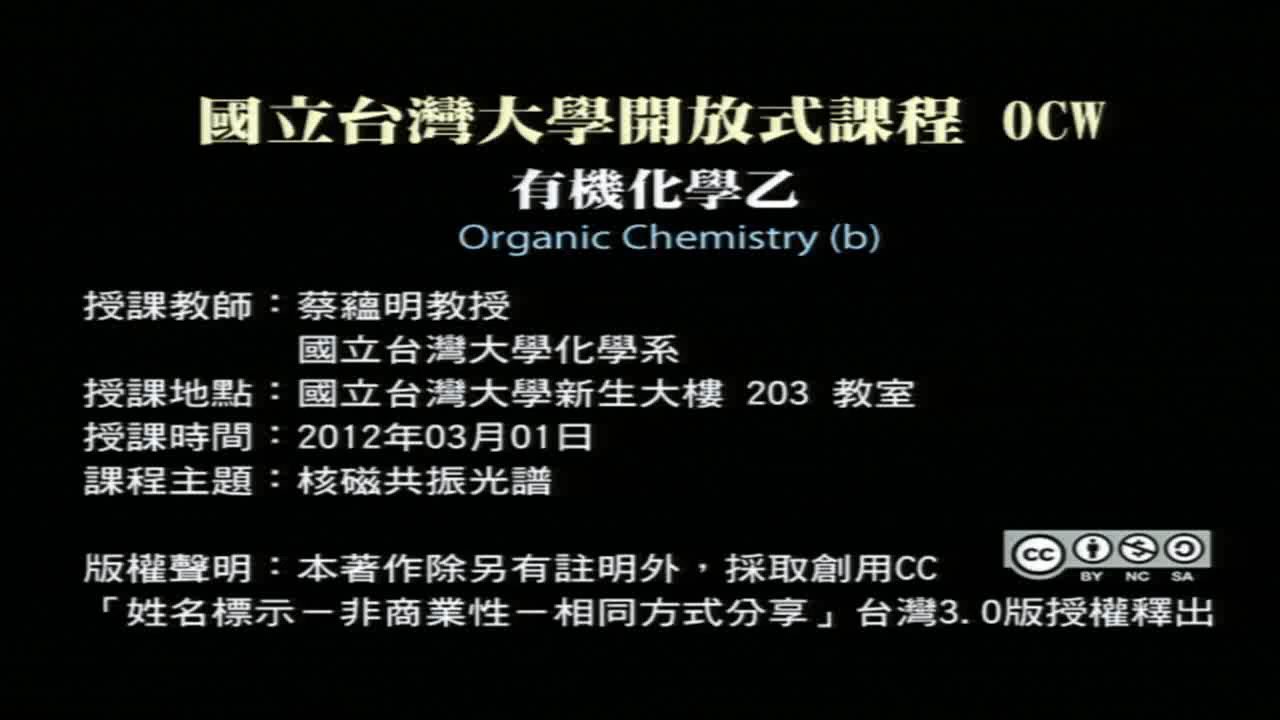 國立台灣大學開放式課程 OCW
有機化學乙
Organic Chemistry (b)
授課教師：蔡蘊明教授
國立台灣大學化學系
授課地點：國立台灣大學新生大樓 203 教室
授課時間：2012年03月01日
課程主題：核磁共振光譜
版權聲明：本著作除另有註明外，採取創用CC
「姓名標示－非商業性－相同方式分享」台灣3.0版授權釋出
cc
BY NC SA